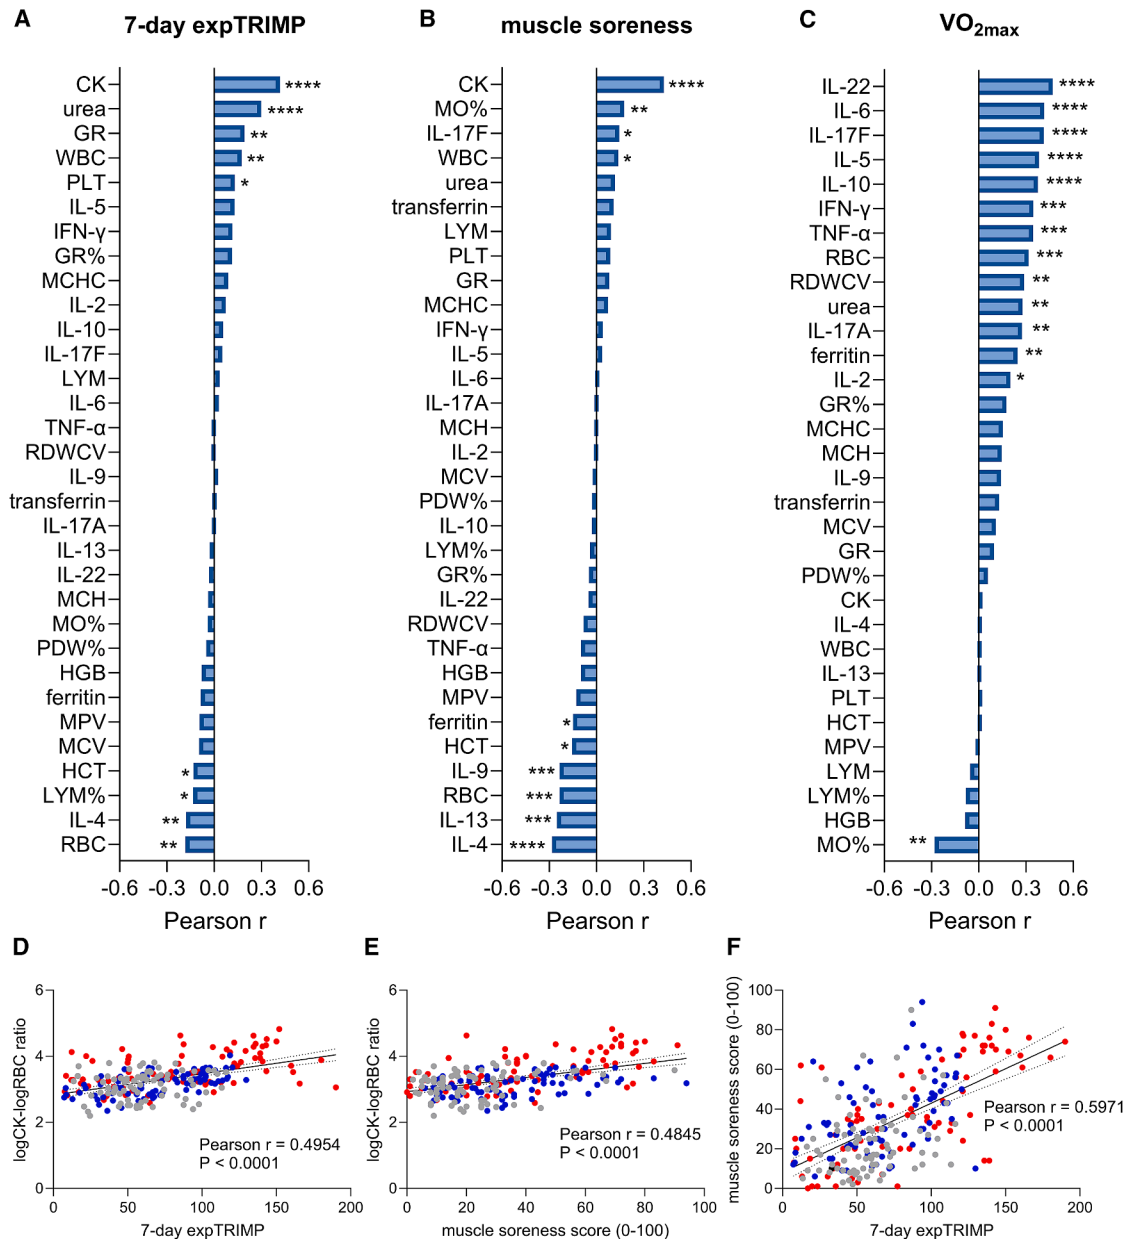 A
7-day expTRIMP
CK
****
urea
****
GR
**
WBC
**
PLT
*
IL-5
IFN-γ
GR%
MCHC
IL-2
IL-10
IL-17F
LYM
IL-6
TNF-α
RDWCV
IL-9
transferrin
IL-17A
IL-13
IL-22
MCH
MO%
PDW%
HGB
ferritin
MPV
MCV
HCT
*
LYM%
*
IL-4
**
RBC
**
-0.6 -0.3 0.0 0.3 0.6
Pearson r
B
muscle soreness
CK
****
MO%
**
IL-17F
*
WBC
*
urea
transferrin
LYM
PLT
GR
MCHC
IFN-γ
IL-5
IL-6
IL-17A
MCH
IL-2
MCV
PDW%
IL-10
LYM%
GR%
IL-22
RDWCV
TNF-α
HGB
MPV
ferritin
*
HCT
*
IL-9
***
RBC
***
IL-13
***
IL-4
****
-0.6 -0.3 0.0 0.3 0.6
Pearson r
C
VO2max
IL-22
****
IL-6
****
IL-17F
****
IL-5
****
IL-10
****
IFN-γ
***
TNF-α
***
RBC
***
RDWCV
**
urea
**
IL-17A
**
ferritin
**
IL-2
*
GR%
MCHC
MCH
IL-9
transferrin
MCV
GR
PDW%
CK
IL-4
WBC
IL-13
PLT
HCT
MPV
LYM
LYM%
HGB
MO%
**
-0.6 -0.3 0.0 0.3 0.6
Pearson r
D
logCK-logRBC ratio
6
4
2
0
Pearson r = 0.4954
P < 0.0001
0 50 100 150 200
7-day expTRIMP
E
logCK-logRBC ratio
6
4
2
0
Pearson r = 0.4845
P < 0.0001
0 20 40 60 80 100
muscle soreness score (0-100)
F
muscle soreness score (0-100)
100
80
60
40
20
0
Pearson r = 0.5971
P < 0.0001
0 50 100 150 200
7-day expTRIMP